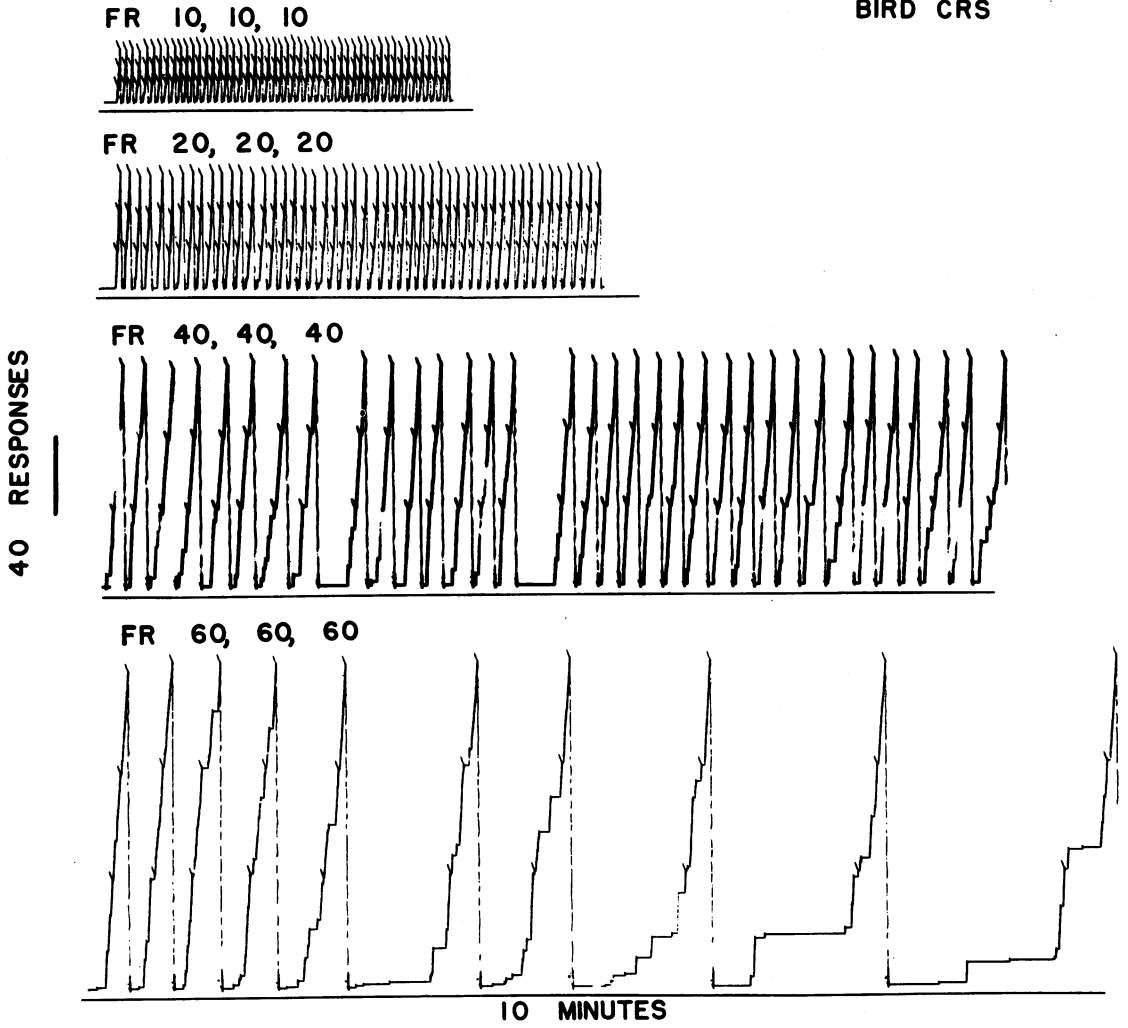 FR 10, 10, 10
BIRD CRS
FR 20, 20, 20
FR 40, 40, 40
40 RESPONSES
FR 60, 60, 60
10 MINUTES